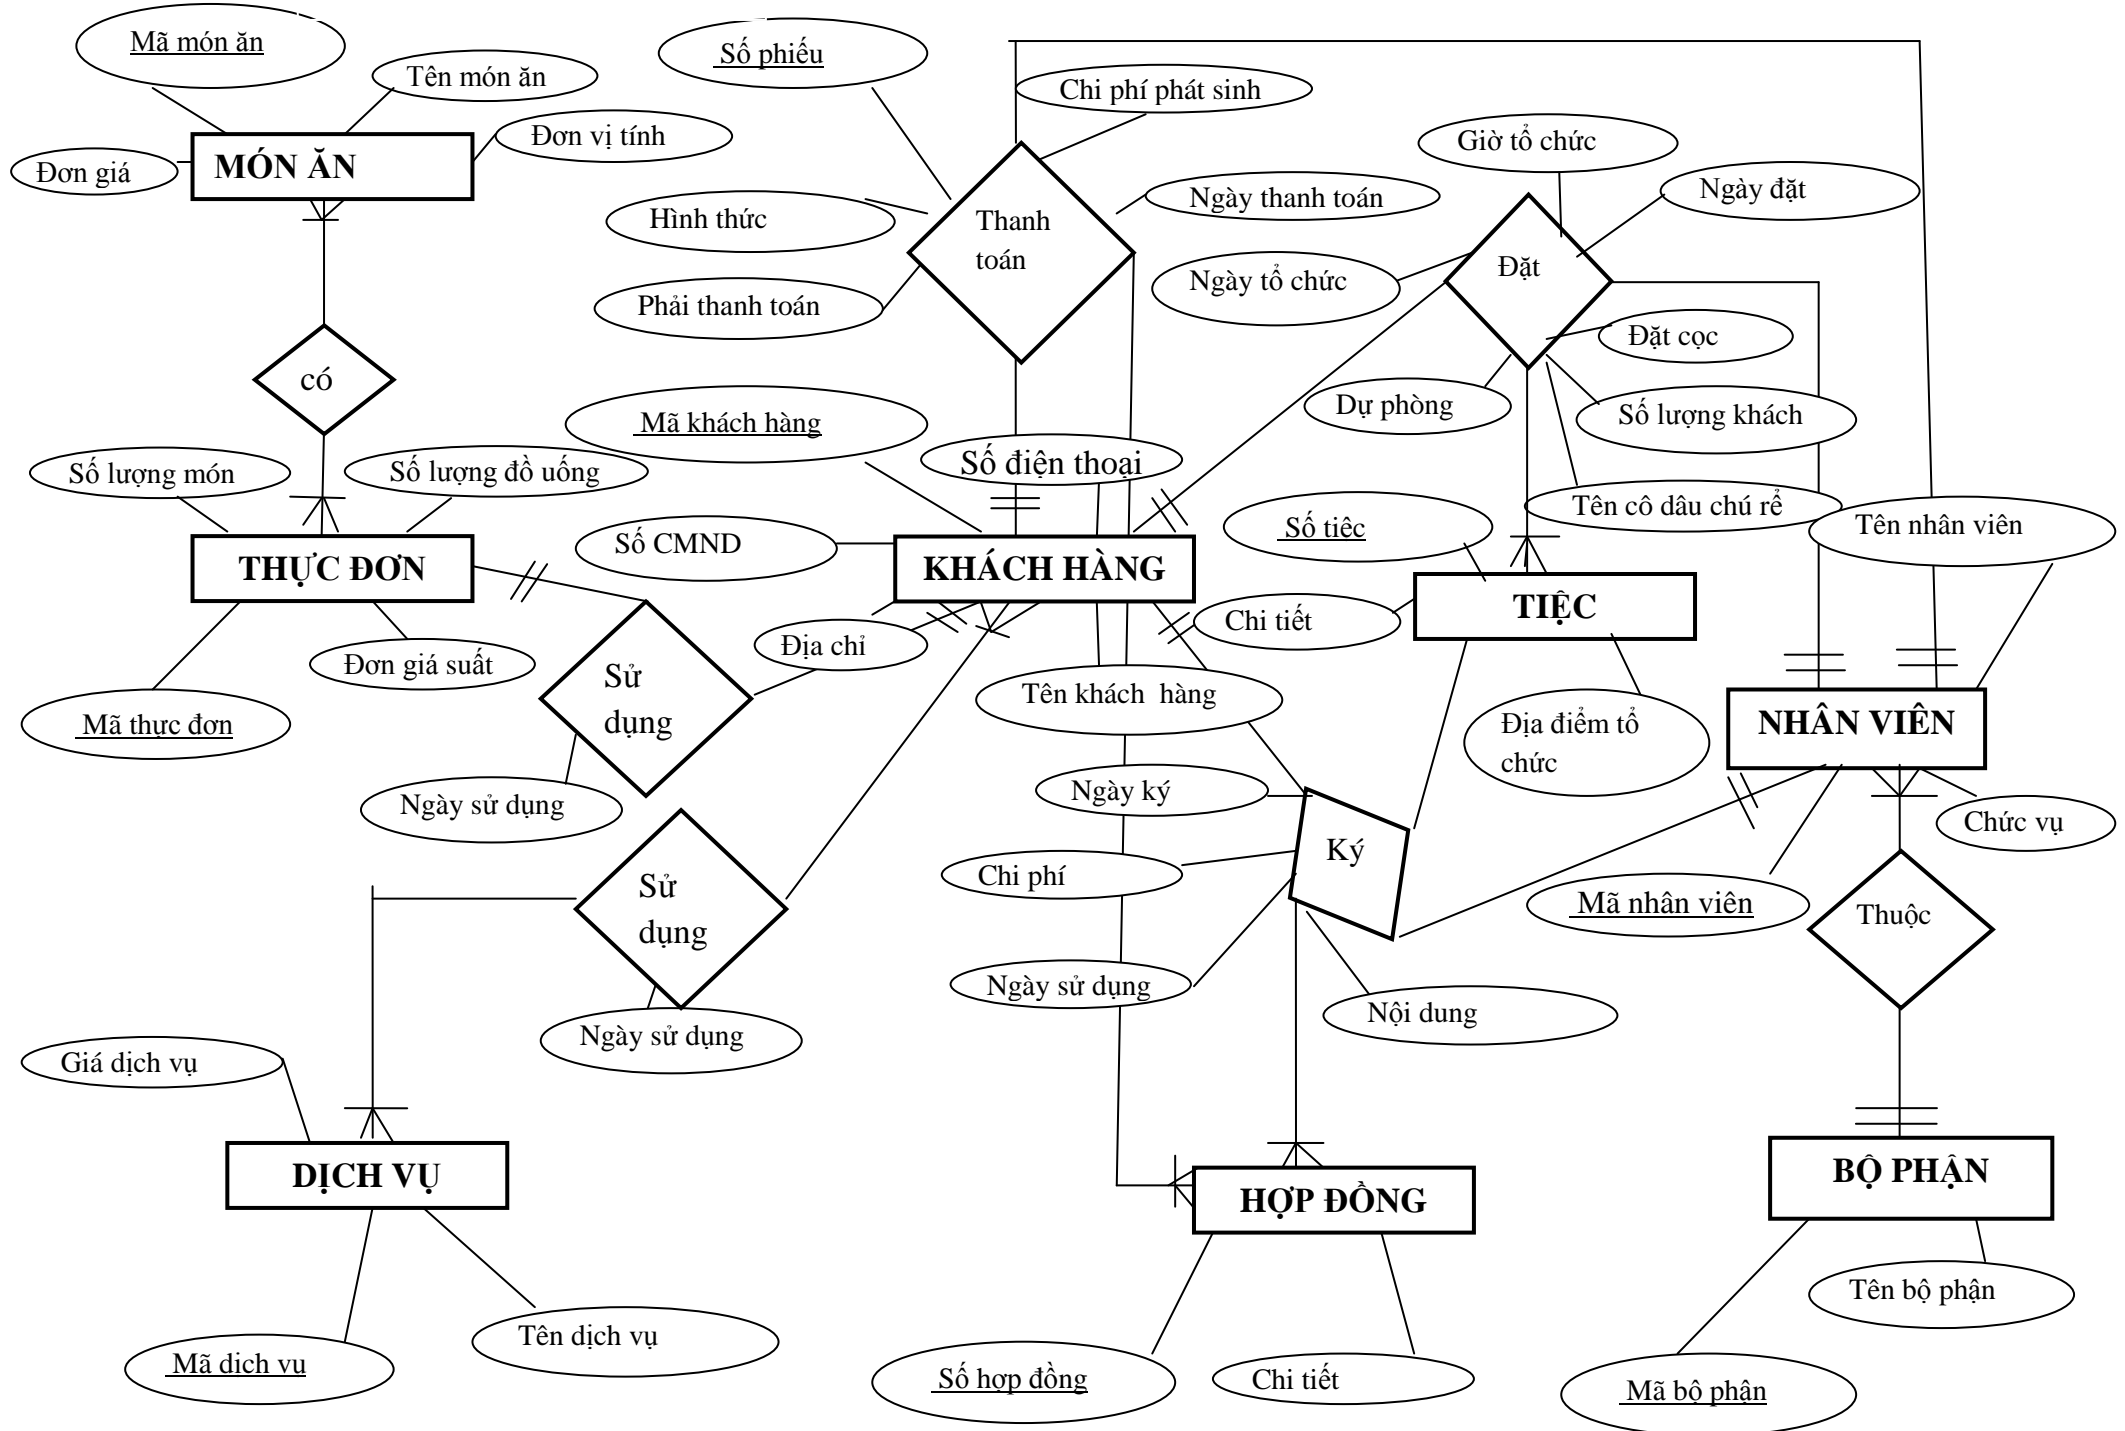 Mã món ăn
Số phiếu
Tên món ăn
Chi phí phát sinh
Đơn vị tính
Giờ tổ chức
MÓN ĂN
Đơn giá
Ngày đặt
Ngày thanh toán
Hình thức
Thanh
toán
Đặt
Ngày tổ chức
Phải thanh toán
Đặt cọc
có
Dự phòng
Số lượng khách
Mã khách hàng
Số điện thoại
Số lượng món
Số lượng đồ uống
Tên cô dâu chú rể
Số tiêc
Tên nhân viên
Số CMND
THỰC ĐƠN
KHÁCH HÀNG
TIỆC
Chi tiết
Địa chỉ
Đơn giá suất
Sử
dụng
Tên khách hàng
Mã thực đơn
Địa điểm tổ
chức
NHÂN VIÊN
Ngày ký
Ngày sử dụng
Chức vụ
Ký
Chi phí
Sử
dụng
Mã nhân viên
Thuộc
Ngày sử dụng
Nội dung
Ngày sử dụng
Giá dịch vụ
DỊCH VỤ
HỢP ĐỒNG
BỘ PHẬN
Tên bộ phận
Tên dịch vụ
Mã dich vu
Số hợp đồng
Chi tiết
Mã bộ phận